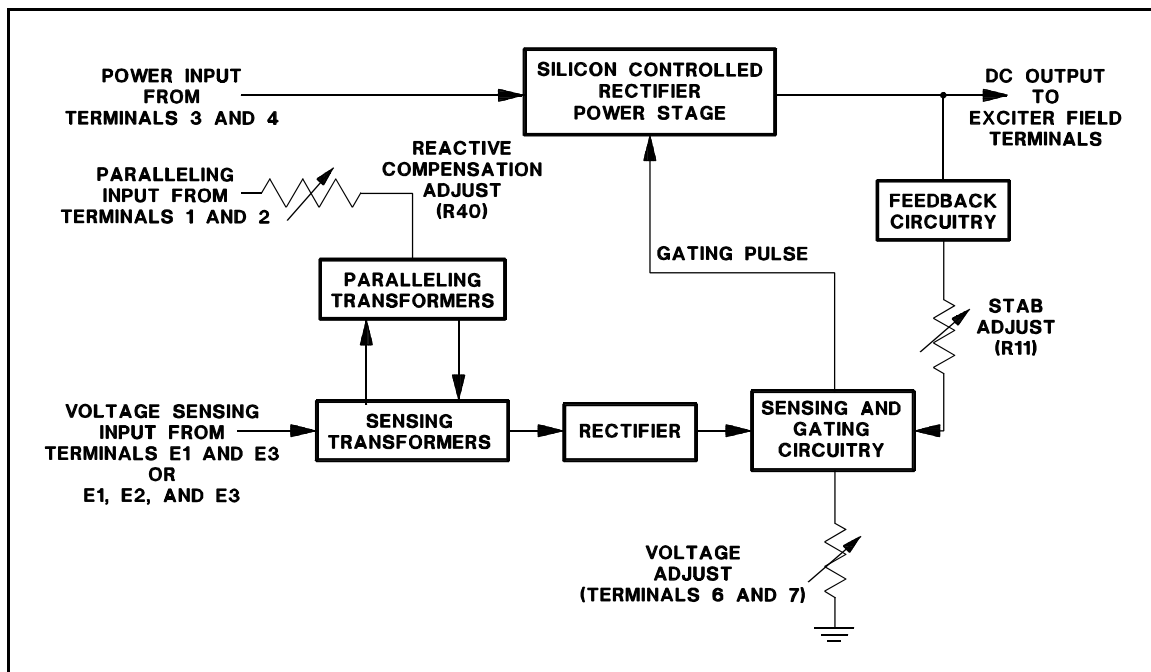 POWER INPUT
FROM
TERMINALS 3 AND 4
SILICON CONTROLLED
RECTIFIER
POWER STAGE
DC OUTPUT
TO
EXCITER FIELD
TERMINALS
PARALLELING
INPUT FROM
TERMINALS 1 AND 2
REACTIVE
COMPENSATION
ADJUST
(R40)
FEEDBACK
CIRCUITRY
GATING PULSE
PARALLELING
TRANSFORMERS
STAB
ADJUST
(R11)
VOLTAGE SENSING
INPUT FROM
TERMINALS E1 AND E3
OR
E1, E2, AND E3
SENSING
TRANSFORMERS
RECTIFIER
SENSING AND
GATING
CIRCUITRY
VOLTAGE
ADJUST
(TERMINALS 6 AND 7)